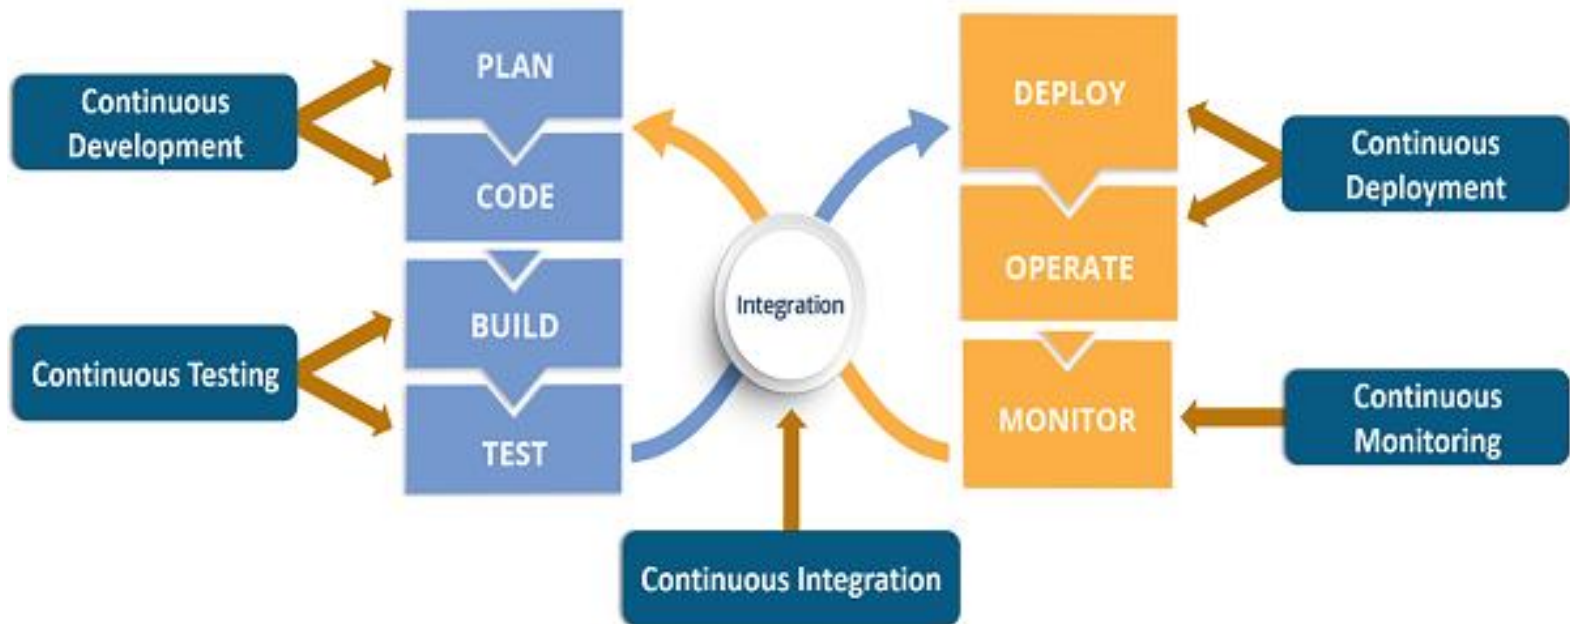 Continuous
Development
Continuous Testing
PLAN
CODE
BUILD
TEST
Integration
Continuous Integration
DEPLOY
OPERATE
MONITOR
Continuous
Deployment
Continuous
Monitoring